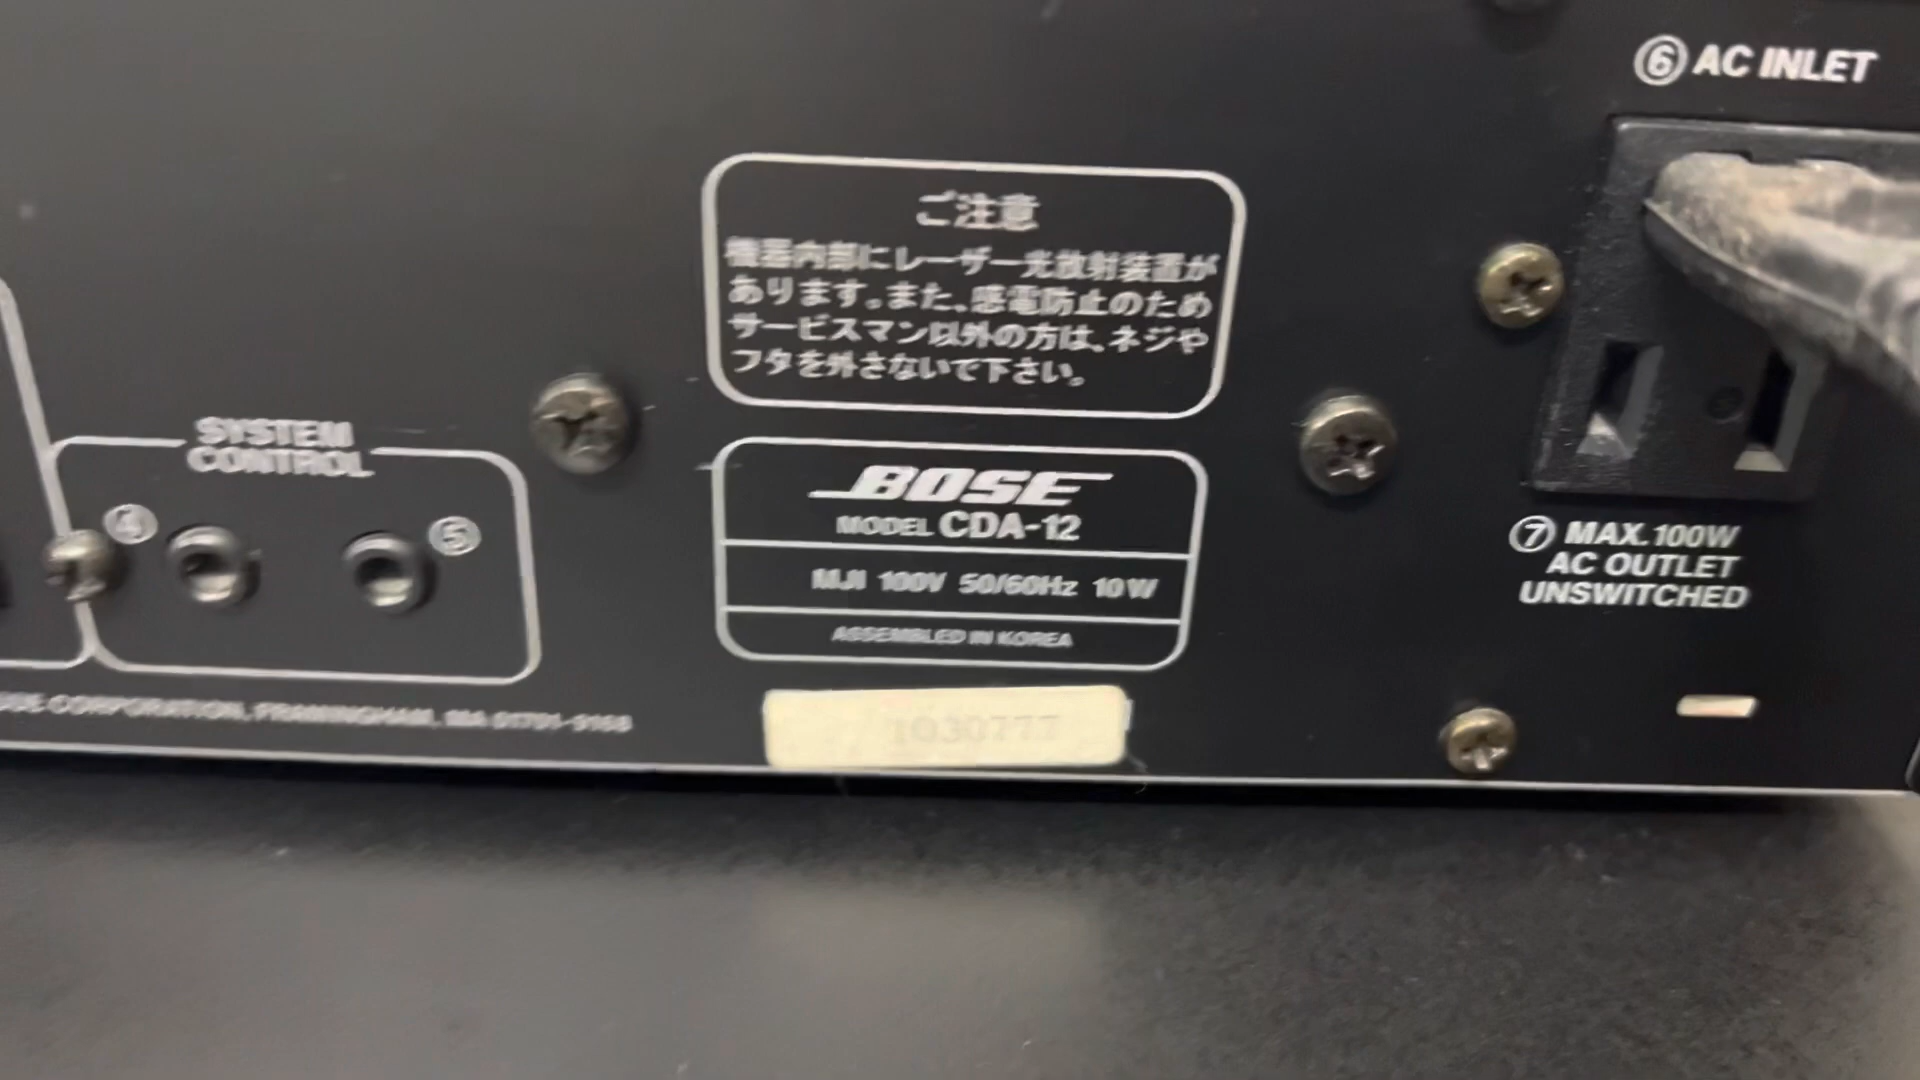 ⑥ AC INLET
ご注意
機器内部にレーザー光放射装置が
あります。また、感電防止のため
サービスマン以外の方は、ネジや
フタを外さないで下さい。
SYSTEM
CONTROL
④ ⑤
BOSE
MODEL CDA-12
MJI 100V 50/60Hz 10W
ASSEMBLED IN KOREA
⑦ MAX. 100W
AC OUTLET
UNSWITCHED
CORPORATION, FRAMINGHAM, MA 01701-9168
1030777